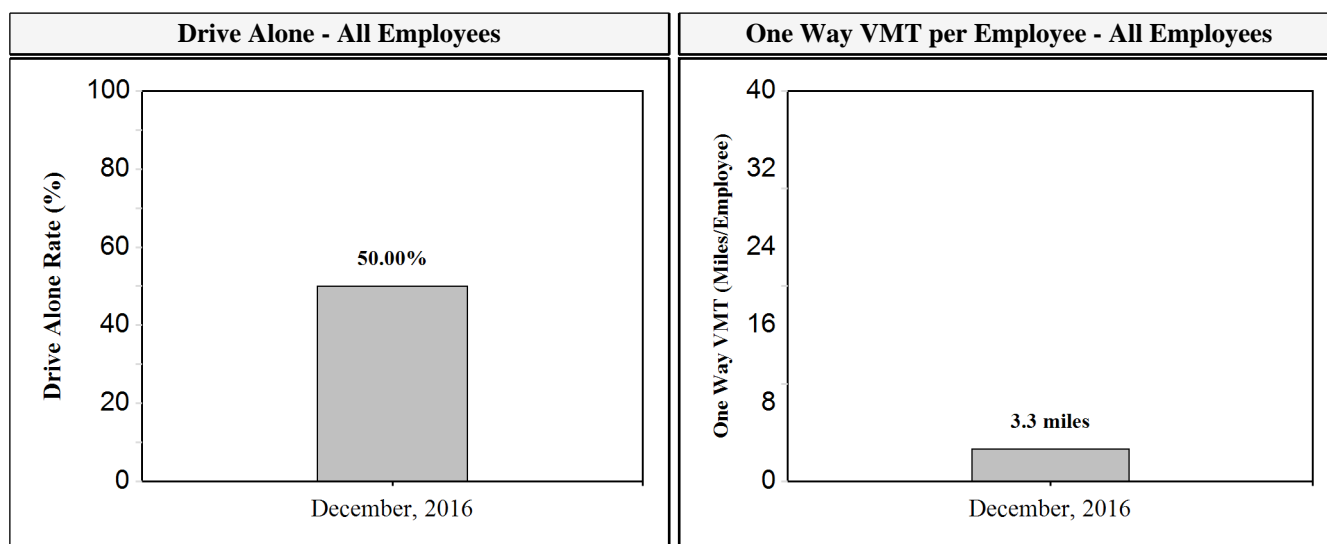 Drive Alone - All Employees
One Way VMT per Employee - All Employees
Drive Alone Rate (%)
100
80
60
40
20
0
50.00%
December, 2016
One Way VMT (Miles/Employee)
40
32
24
16
8
0
3.3 miles
December, 2016